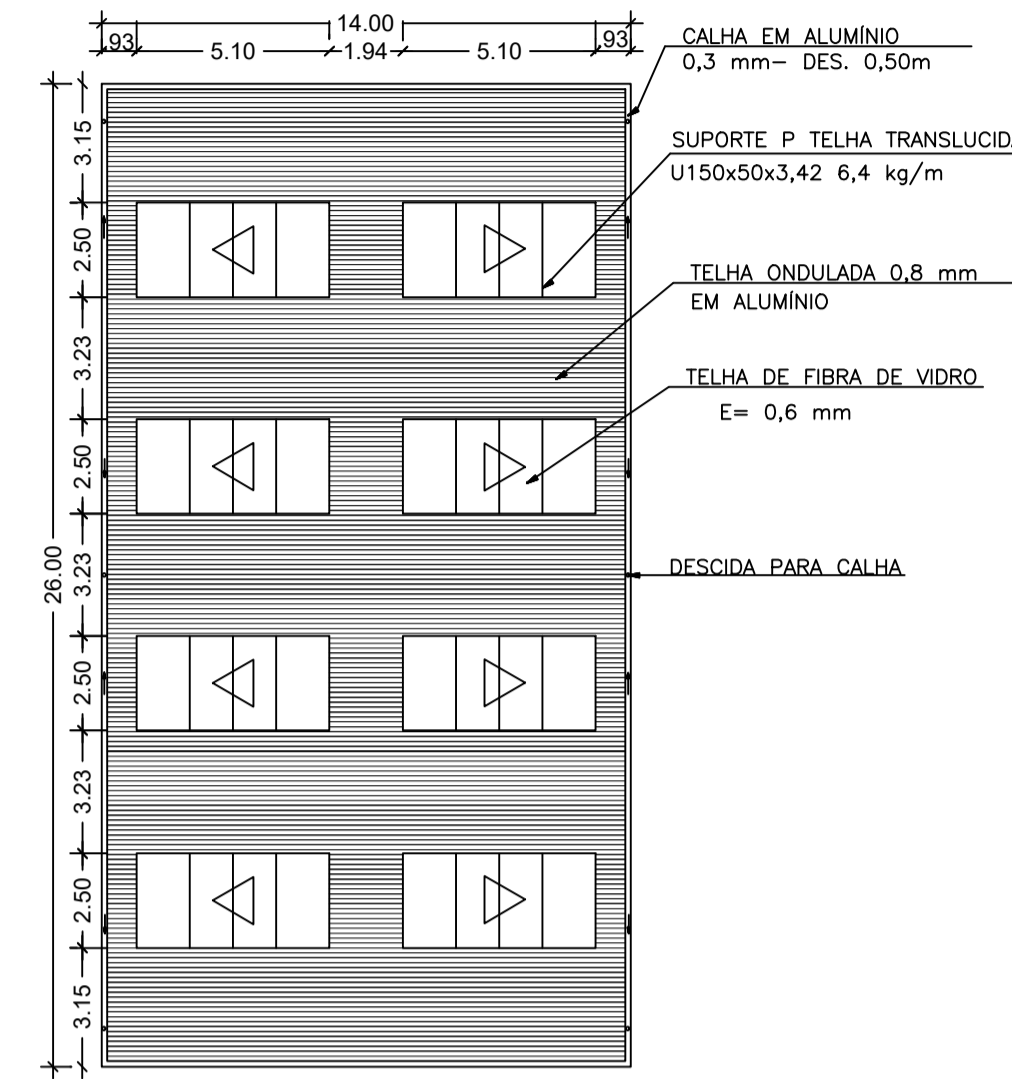 14.00
.93
5.10
1.94
5.10
.93
CALHA EM ALUMÍNIO
0,3 mm- DES. 0,50m
SUPORTE P TELHA TRANSLUCIDA
U150x50x3,42 6,4 kg/m
TELHA ONDULADA 0,8 mm
EM ALUMÍNIO
TELHA DE FIBRA DE VIDRO
E= 0,6 mm
DESCIDA PARA CALHA
26.00
3.15
2.50
3.23
2.50
3.23
2.50
3.23
2.50
3.15